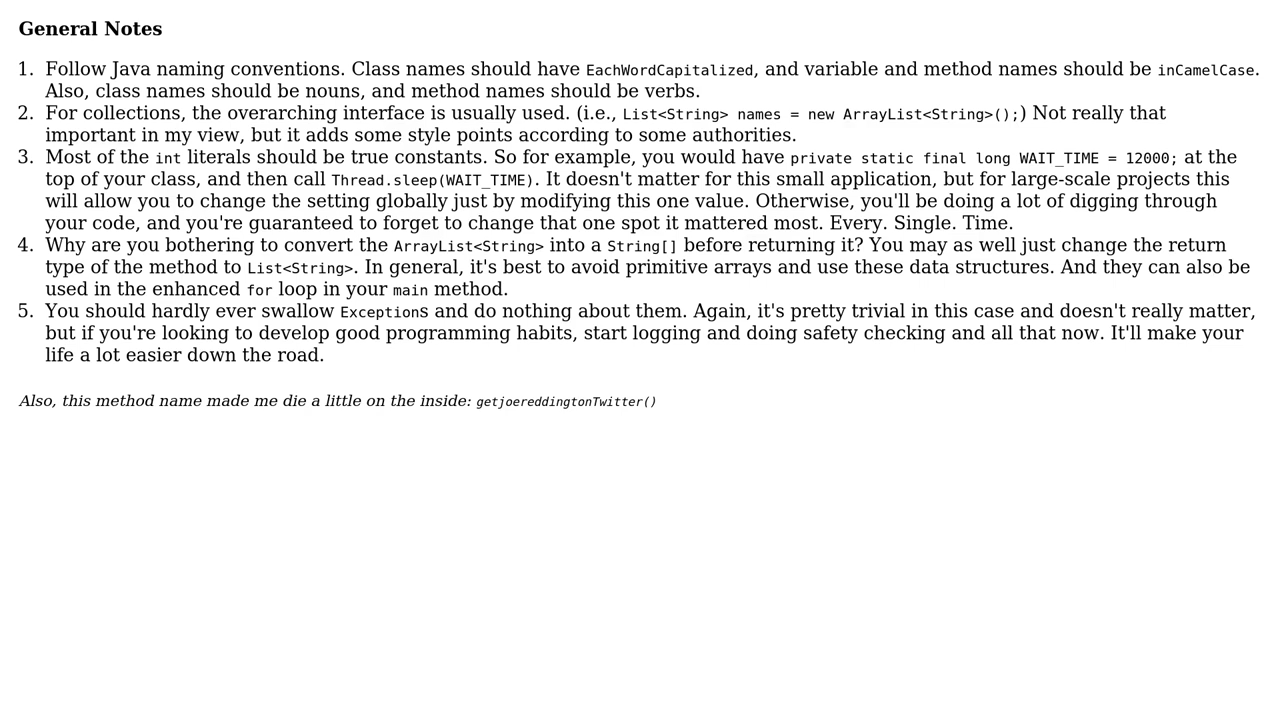 General Notes
1. Follow Java naming conventions. Class names should have EachWordCapitalized, and variable and method names should be inCamelCase.
Also, class names should be nouns, and method names should be verbs.
2. For collections, the overarching interface is usually used. (i.e., List<String> names = new ArrayList<String>();) Not really that
important in my view, but it adds some style points according to some authorities.
3. Most of the int literals should be true constants. So for example, you would have private static final long WAIT_TIME = 12000; at the
top of your class, and then call Thread.sleep(WAIT_TIME). It doesn't matter for this small application, but for large-scale projects this
will allow you to change the setting globally just by modifying this one value. Otherwise, you'll be doing a lot of digging through
your code, and you're guaranteed to forget to change that one spot it mattered most. Every. Single. Time.
4. Why are you bothering to convert the ArrayList<String> into a String[] before returning it? You may as well just change the return
type of the method to List<String>. In general, it's best to avoid primitive arrays and use these data structures. And they can also be
used in the enhanced for loop in your main method.
5. You should hardly ever swallow Exceptions and do nothing about them. Again, it's pretty trivial in this case and doesn't really matter,
but if you're looking to develop good programming habits, start logging and doing safety checking and all that now. It'll make your
life a lot easier down the road.
Also, this method name made me die a little on the inside: getjoereddingtonTwitter()